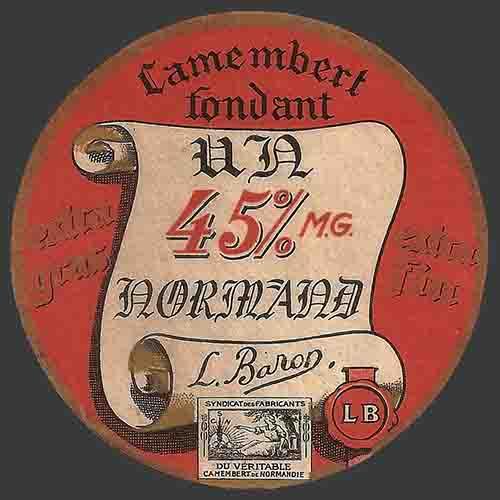 Camembert
fondant
UN
45% M.G.
NORMAND
extra
gras
extra
fin
L. Baron.
LB
SYNDICAT DES FABRICANTS
DU VÉRITABLE
CAMEMBERT DE NORMANDIE